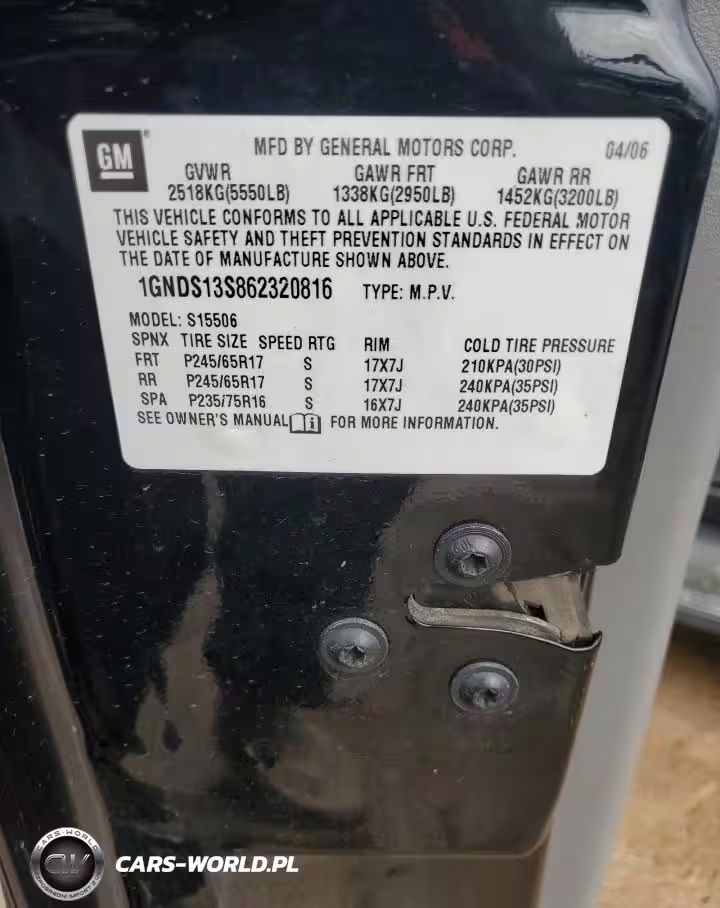 GM
MFD BY GENERAL MOTORS CORP. 04/06
GVWR GAWR FRT GAWR RR
2518KG(5550LB) 1338KG(2950LB) 1452KG(3200LB)
THIS VEHICLE CONFORMS TO ALL APPLICABLE U.S. FEDERAL MOTOR
VEHICLE SAFETY AND THEFT PREVENTION STANDARDS IN EFFECT ON
THE DATE OF MANUFACTURE SHOWN ABOVE.
1GNDS13S862320816 TYPE: M.P.V.
MODEL: S15506
SPNX TIRE SIZE SPEED RTG RIM COLD TIRE PRESSURE
FRT P245/65R17 S 17X7J 210KPA(30PSI)
RR P245/65R17 S 17X7J 240KPA(35PSI)
SPA P235/75R16 S 16X7J 240KPA(35PSI)
SEE OWNER'S MANUAL i FOR MORE INFORMATION.
CARS-WORLD
CW
CARS-WORLD.PL